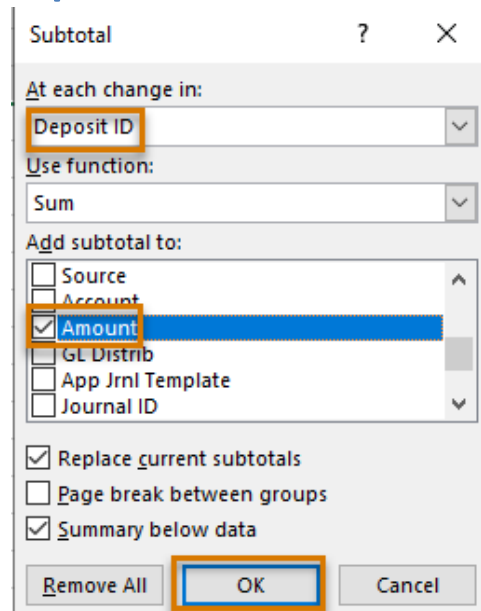 Subtotal ? ×
At each change in:
Deposit ID
Use function:
Sum
Add subtotal to:
Source
Account
Amount
GL Distrib
App Jrnl Template
Journal ID
Replace current subtotals
Page break between groups
Summary below data
Remove All OK Cancel